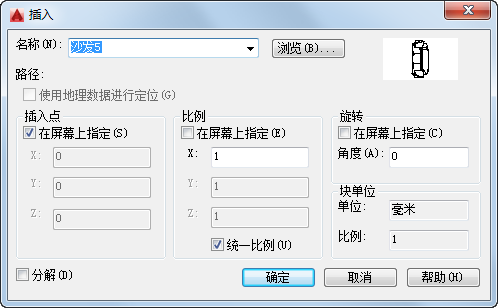 插入
名称(N): 沙发5 浏览(B)...
路径:
使用地理数据进行定位(G)
插入点 比例 旋转
在屏幕上指定(S) 在屏幕上指定(E) 在屏幕上指定(C)
X: 0 X: 1 角度(A): 0
Y: 0 Y: 1 块单位
单位: 毫米
Z: 0 Z: 1 比例: 1
统一比例(U)
分解(D) 确定 取消 帮助(H)